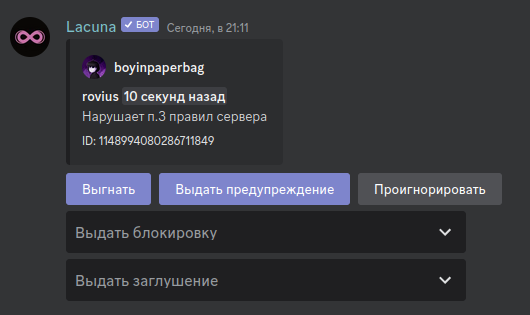 Lacuna ✓ БОТ Сегодня, в 21:11
boyinpaperbag
rovius 10 секунд назад
Нарушает п.3 правил сервера
ID: 1148994080286711849
Выгнать Выдать предупреждение Проигнорировать
Выдать блокировку
Выдать заглушение